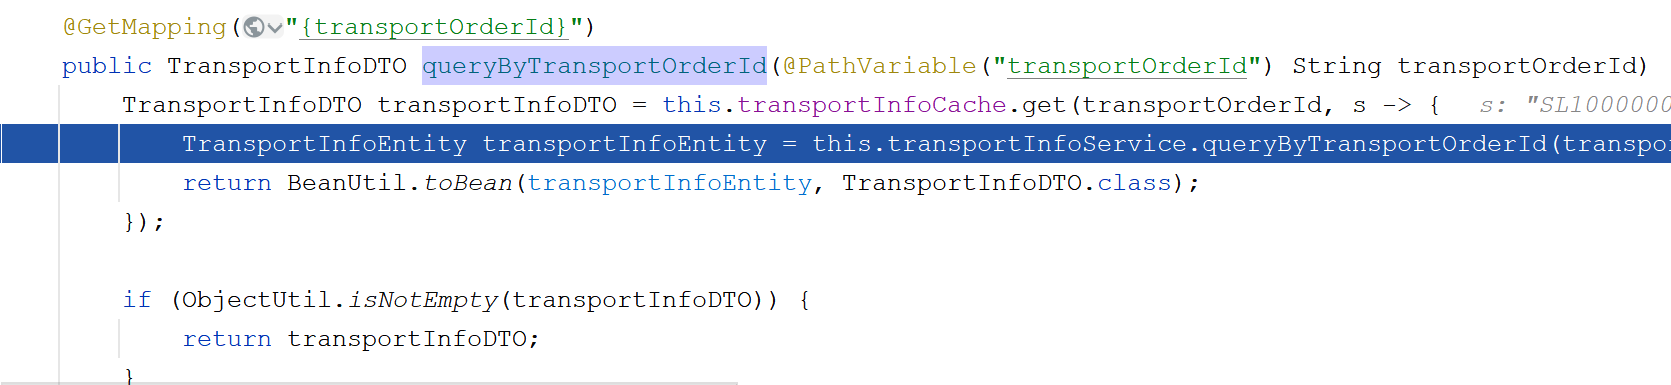 @GetMapping("{transportOrderId}")
public TransportInfoDTO queryByTransportOrderId(@PathVariable("transportOrderId") String transportOrderId)
TransportInfoDTO transportInfoDTO = this.transportInfoCache.get(transportOrderId, s -> { s: "SL1000000
TransportInfoEntity transportInfoEntity = this.transportInfoService.queryByTransportOrderId(transpo
return BeanUtil.toBean(transportInfoEntity, TransportInfoDTO.class);
});
if (ObjectUtil.isNotEmpty(transportInfoDTO)) {
return transportInfoDTO;
}